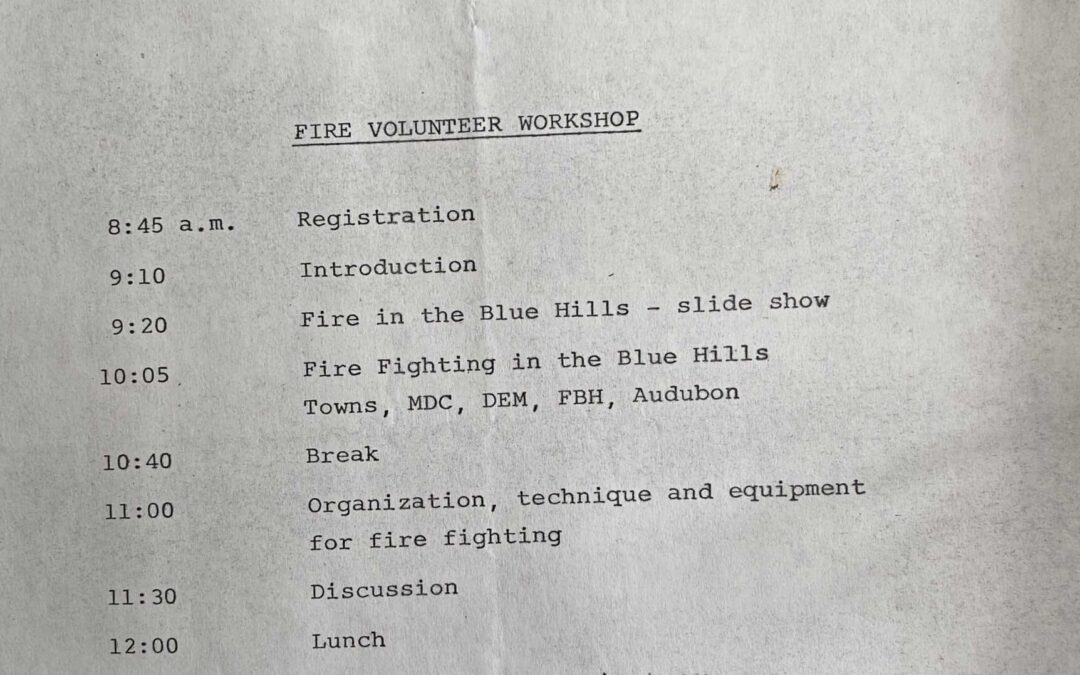 FIRE VOLUNTEER WORKSHOP
8:45 a.m. Registration
9:10 Introduction
9:20 Fire in the Blue Hills - slide show
10:05 Fire Fighting in the Blue Hills
Towns, MDC, DEM, FBH, Audubon
10:40 Break
11:00 Organization, technique and equipment
for fire fighting
11:30 Discussion
12:00 Lunch